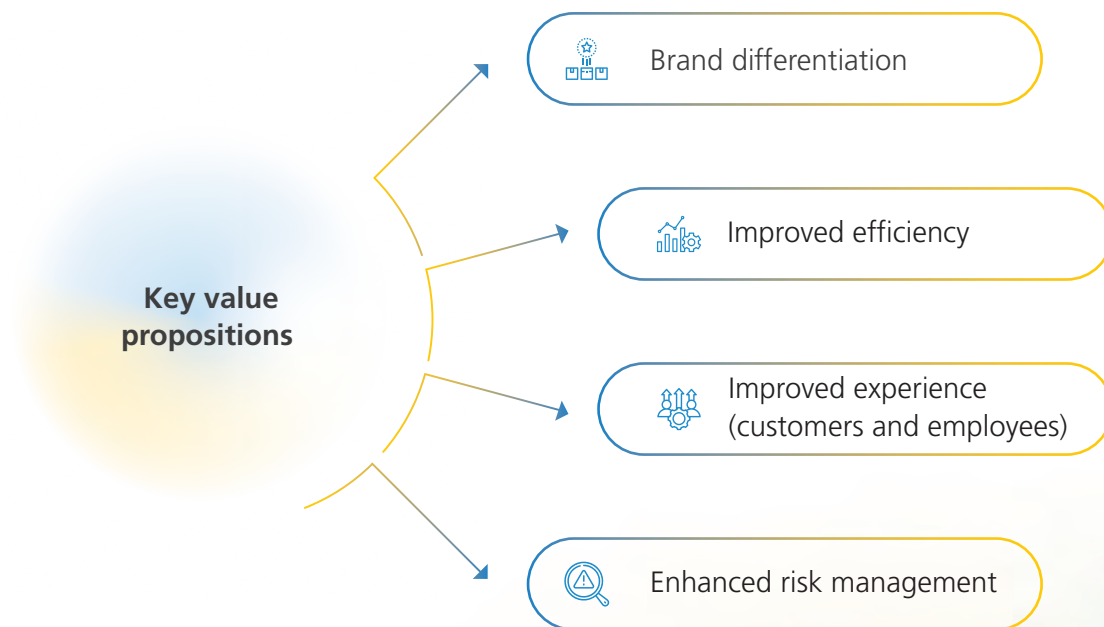 Brand differentiation
Improved efficiency
Key value
propositions
Improved experience
(customers and employees)
Enhanced risk management